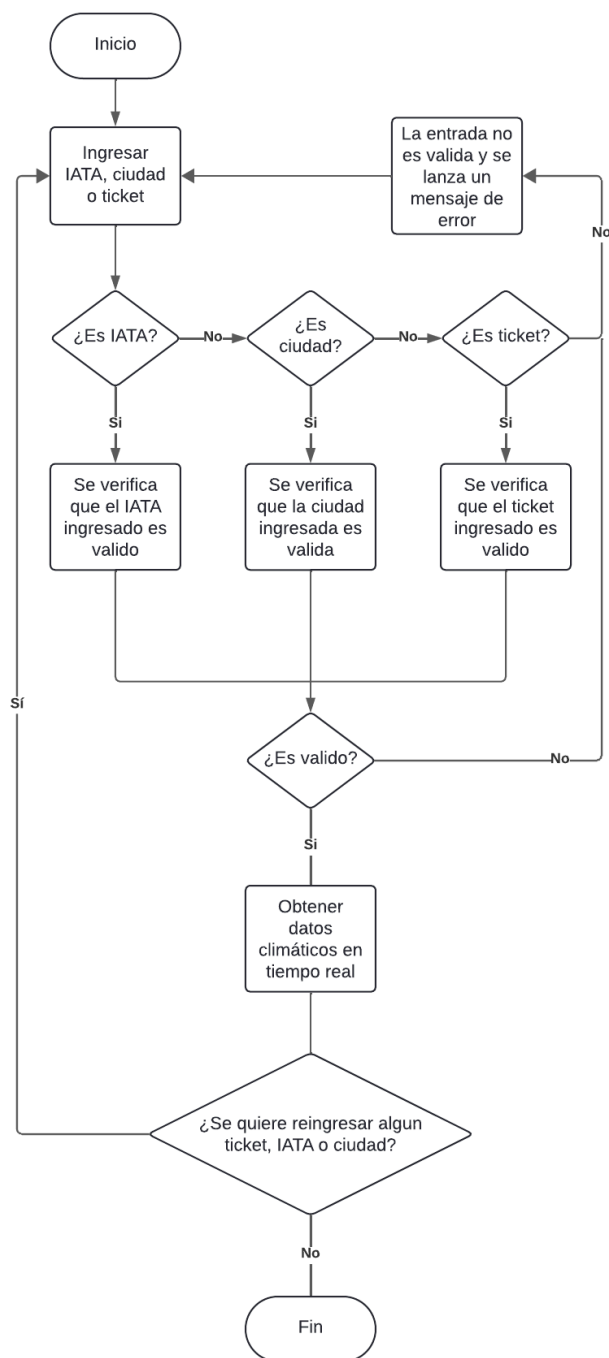 Inicio
Ingresar
IATA, ciudad
o ticket
La entrada no
es valida y se
lanza un
mensaje de
error
No
¿Es IATA?
No
¿Es
ciudad?
No
¿Es ticket?
Si
Si
Si
Se verifica
que el IATA
ingresado es
valido
Se verifica
que la ciudad
ingresada es
valida
Se verifica
que el ticket
ingresado es
valido
Sí
¿Es valido?
No
Si
Obtener
datos
climáticos en
tiempo real
¿Se quiere reingresar algun
ticket, IATA o ciudad?
No
Fin